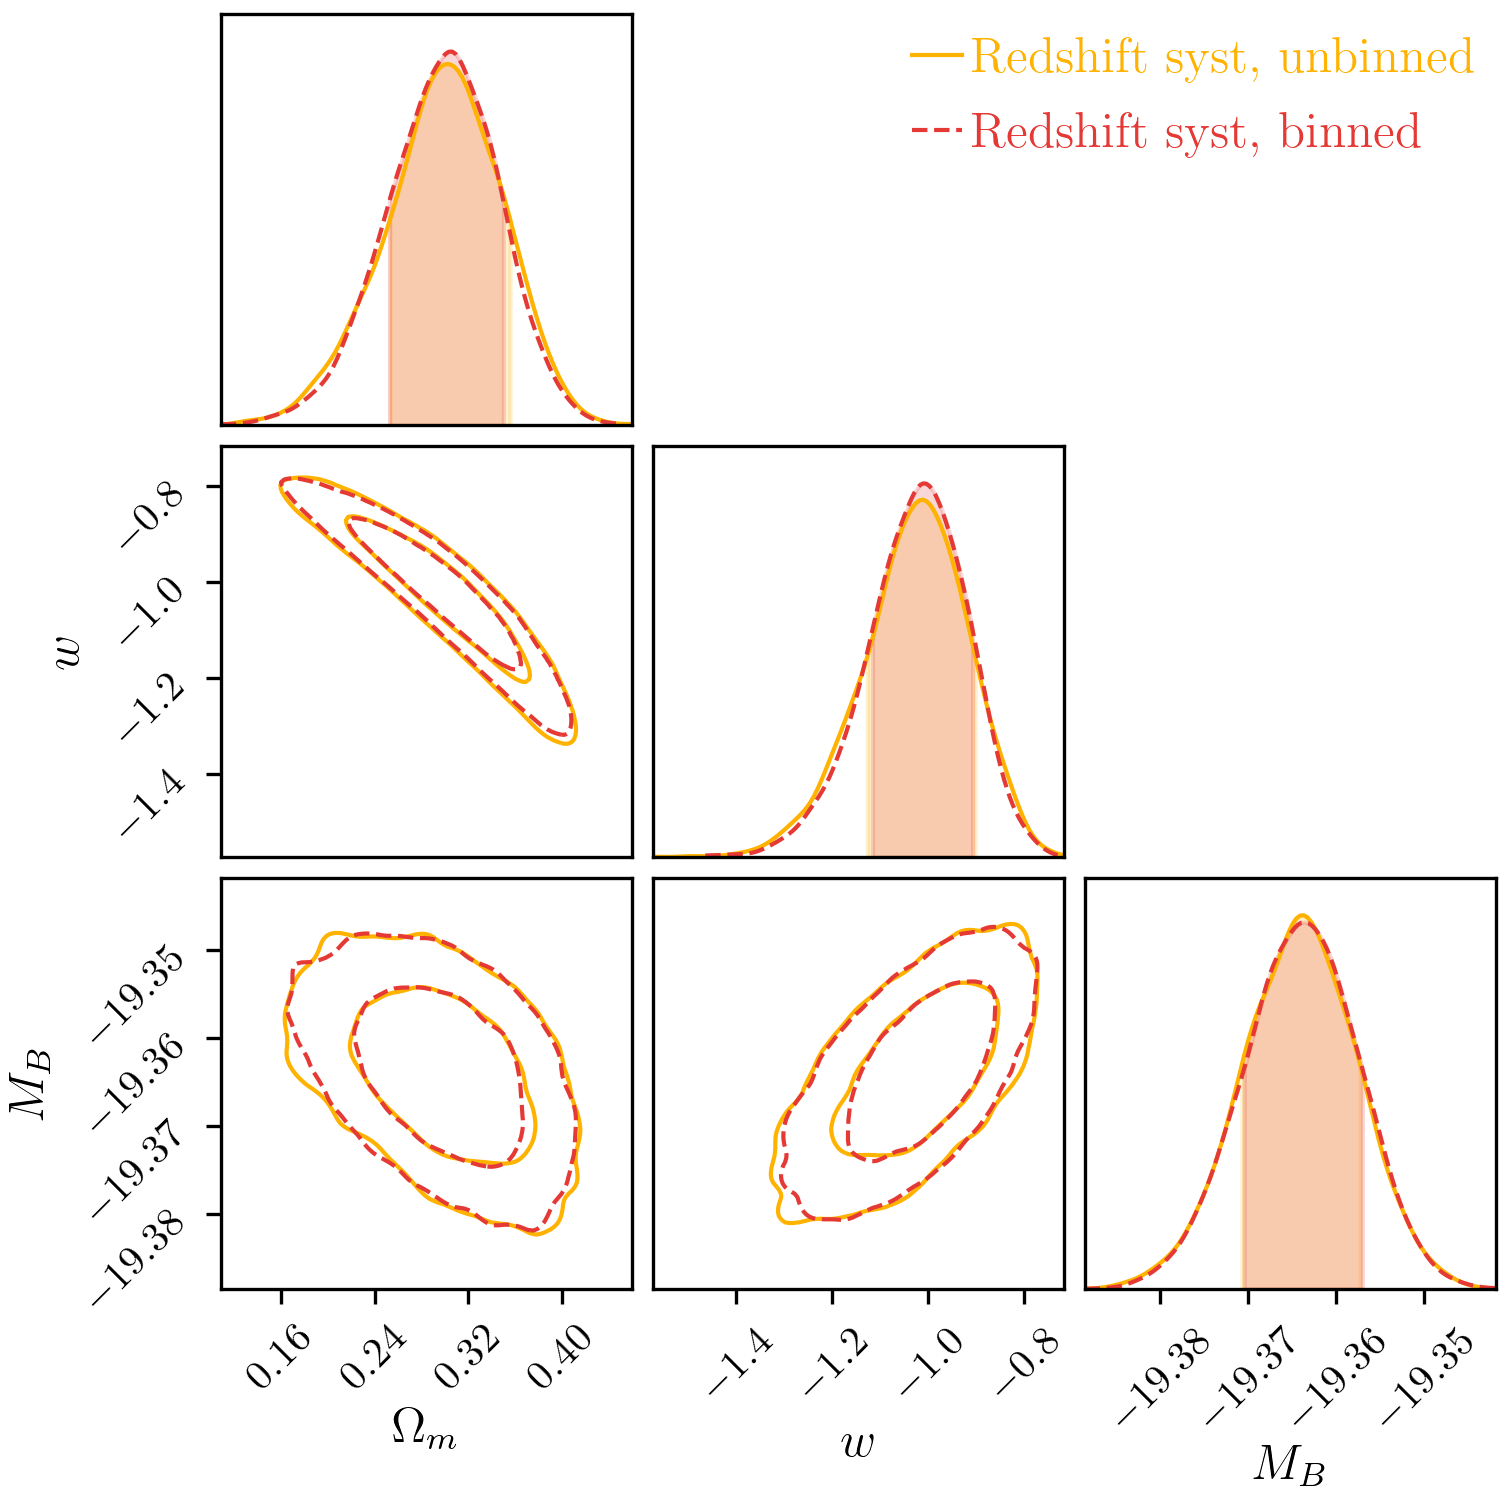 Redshift syst, unbinned
Redshift syst, binned
−0.8
−1.0
−1.2
−1.4
w
−19.35
−19.36
−19.37
−19.38
M_B
0.16 0.24 0.32 0.40
Ω_m
−1.4 −1.2 −1.0 −0.8
w
−19.38 −19.37 −19.36 −19.35
M_B